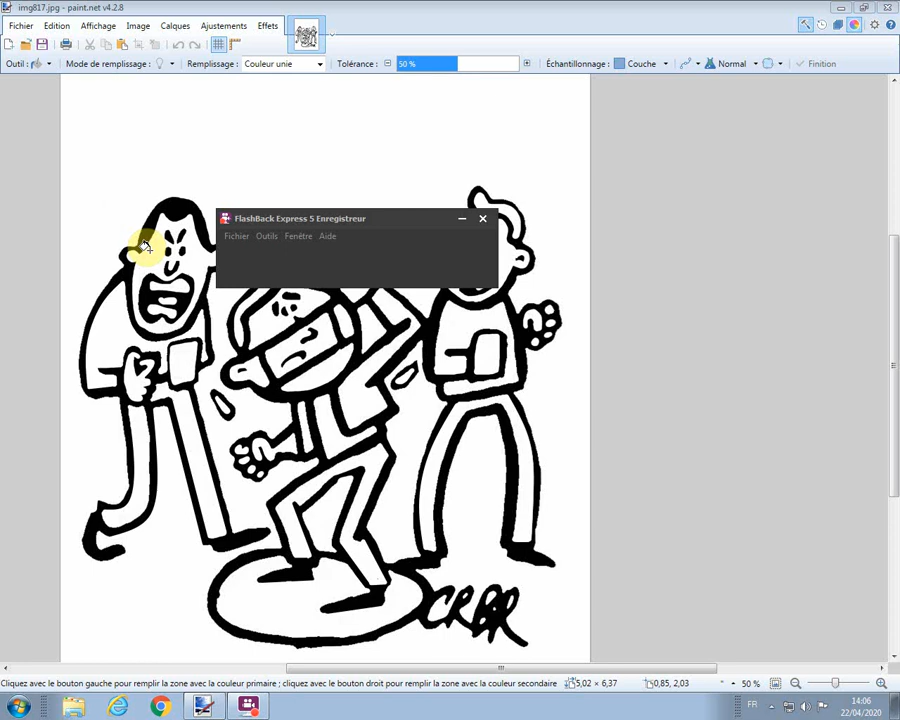 img817.jpg - paint.net v4.2.8
Fichier Edition Affichage Image Calques Ajustements Effets
Outil : Mode de remplissage : Remplissage : Couleur unie Tolérance : 50 % Échantillonnage : Couche Normal Finition
FlashBack Express 5 Enregistreur
Fichier Outils Fenêtre Aide
CRBR
Cliquez avec le bouton gauche pour remplir la zone avec la couleur primaire ; cliquez avec le bouton droit pour remplir la zone avec la couleur secondaire 5,02 × 6,37 0,85, 2,03 " 50 %
FR 14:06
22/04/2020